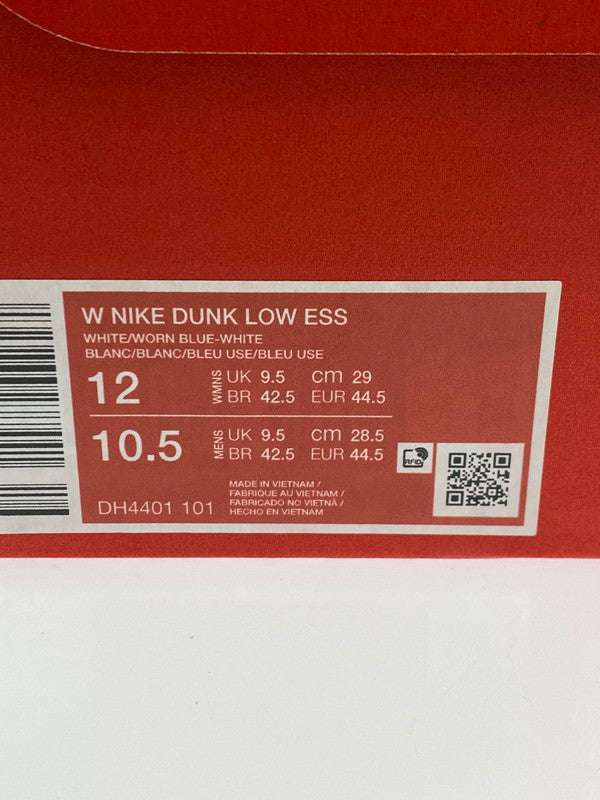 W NIKE DUNK LOW ESS
WHITE/WORN BLUE-WHITE
BLANC/BLANC/BLEU USE/BLEU USE
12 WMNS UK 9.5 cm 29
BR 42.5 EUR 44.5
10.5 MENS UK 9.5 cm 28.5
BR 42.5 EUR 44.5
RFID
DH4401 101
MADE IN VIETNAM /
FABRIQUE AU VIETNAM /
FABRICADO NO VIETNÃ /
HECHO EN VIETNAM